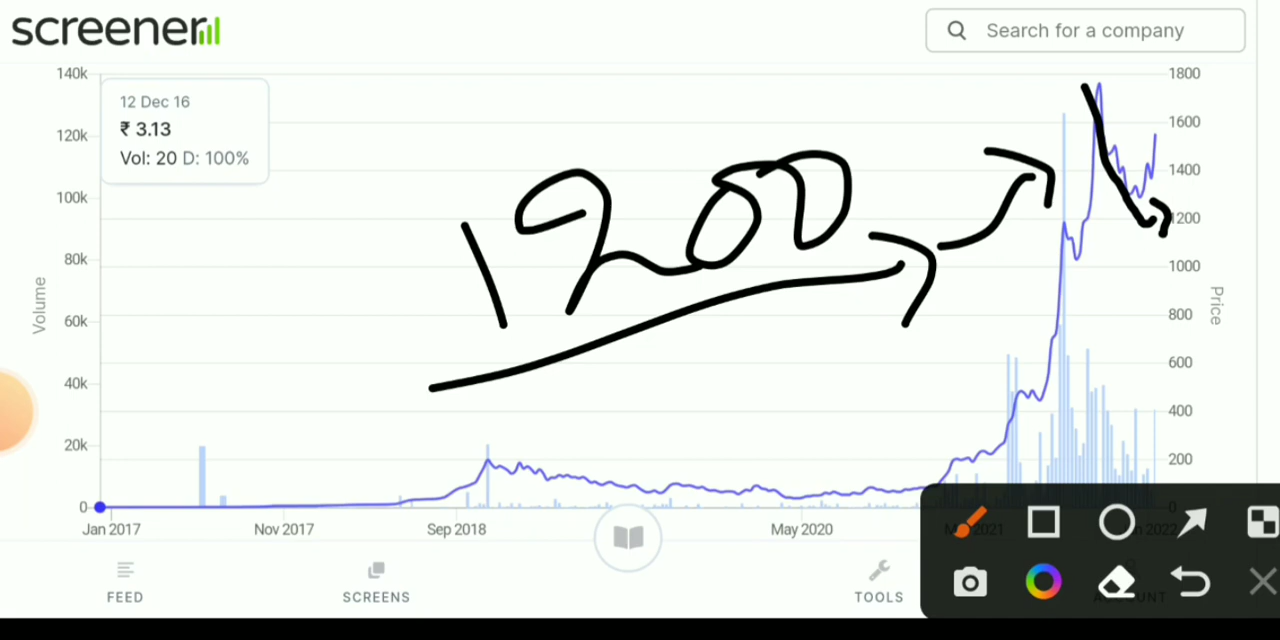 screener
Search for a company
140k
1800
12 Dec 16
₹ 3.13
Vol: 20 D: 100%
120k
1600
100k
1400
1200
80k
1200
1000
60k
800
40k
600
400
20k
200
0
0
Volume
Price
Jan 2017
Nov 2017
Sep 2018
May 2020
2021
2022
FEED
SCREENS
TOOLS